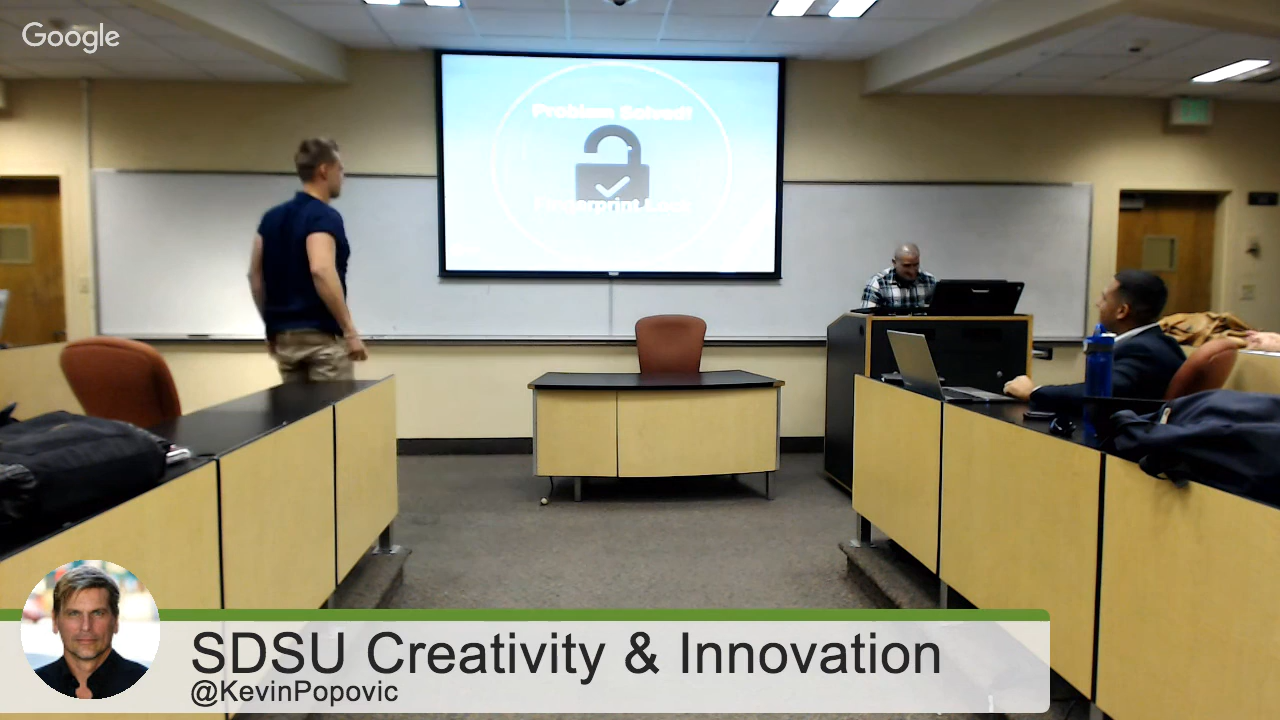 Google
Problem Solved!
Fingerprint Lock
SDSU Creativity & Innovation
@KevinPopovic